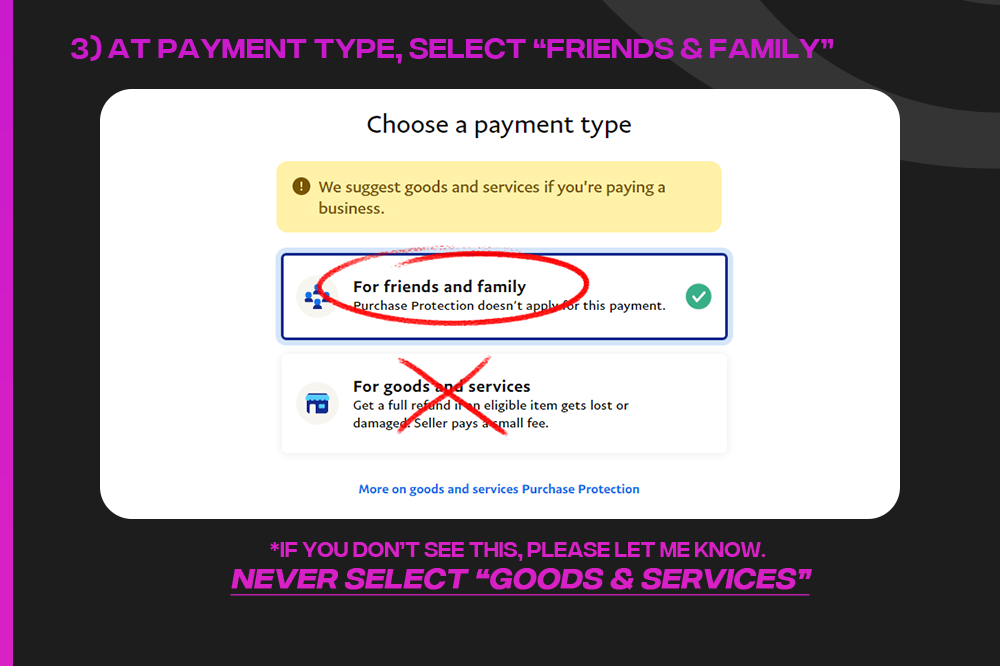 3) AT PAYMENT TYPE, SELECT “FRIENDS & FAMILY”
Choose a payment type
We suggest goods and services if you're paying a
business.
For friends and family
Purchase Protection doesn't apply for this payment.
For goods and services
Get a full refund if an eligible item gets lost or
damaged. Seller pays a small fee.
More on goods and services Purchase Protection
*IF YOU DON'T SEE THIS, PLEASE LET ME KNOW.
NEVER SELECT “GOODS & SERVICES”